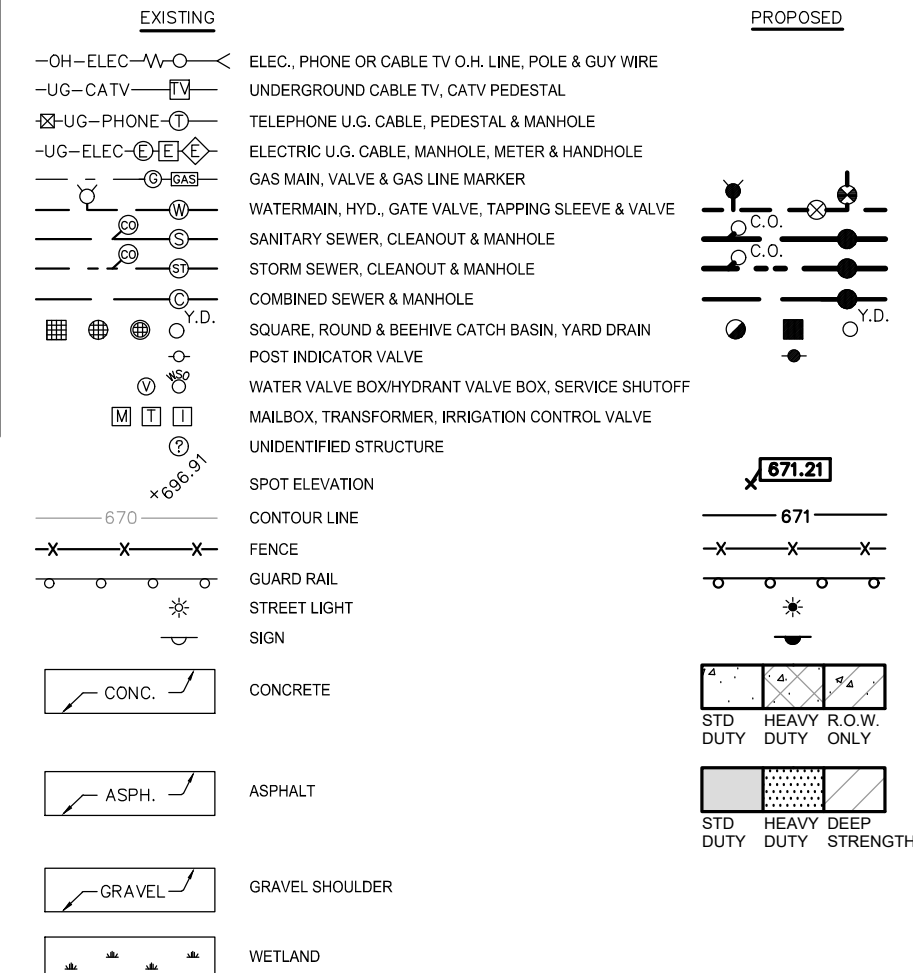 EXISTING PROPOSED
OH-ELEC ELEC., PHONE OR CABLE TV O.H. LINE, POLE & GUY WIRE
UG-CATV TV UNDERGROUND CABLE TV, CATV PEDESTAL
UG-PHONE T TELEPHONE U.G. CABLE, PEDESTAL & MANHOLE
UG-ELEC E E E ELECTRIC U.G. CABLE, MANHOLE, METER & HANDHOLE
G GAS GAS MAIN, VALVE & GAS LINE MARKER
W WATERMAIN, HYD., GATE VALVE, TAPPING SLEEVE & VALVE
CO S SANITARY SEWER, CLEANOUT & MANHOLE C.O.
CO ST STORM SEWER, CLEANOUT & MANHOLE C.O.
C COMBINED SEWER & MANHOLE
Y.D. SQUARE, ROUND & BEEHIVE CATCH BASIN, YARD DRAIN Y.D.
POST INDICATOR VALVE
V WSO WATER VALVE BOX/HYDRANT VALVE BOX, SERVICE SHUTOFF
M T I MAILBOX, TRANSFORMER, IRRIGATION CONTROL VALVE
? UNIDENTIFIED STRUCTURE
+696.91 SPOT ELEVATION 671.21
670 CONTOUR LINE 671
X X X FENCE X X X
GUARD RAIL
STREET LIGHT
SIGN
CONC. CONCRETE
STD HEAVY R.O.W.
DUTY DUTY ONLY
ASPH. ASPHALT
STD HEAVY DEEP
DUTY DUTY STRENGTH
GRAVEL GRAVEL SHOULDER
WETLAND